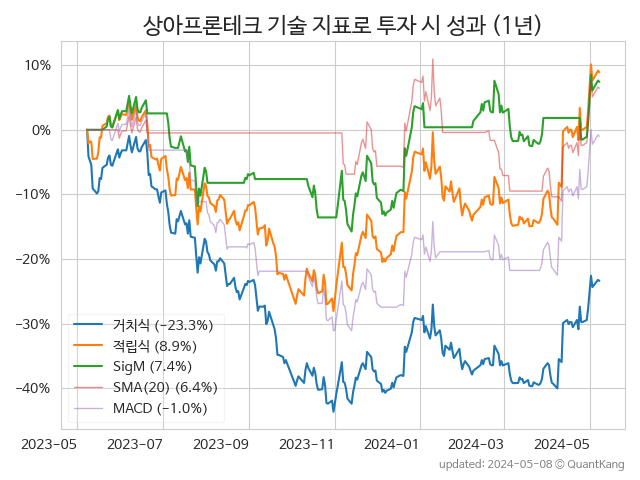 상아프론테크 기술 지표로 투자 시 성과 (1년)
10%
0%
−10%
−20%
−30%
−40%
거치식 (−23.3%)
적립식 (8.9%)
SigM (7.4%)
SMA(20) (6.4%)
MACD (−1.0%)
2023-05 2023-07 2023-09 2023-11 2024-01 2024-03 2024-05
updated: 2024-05-08 © QuantKang